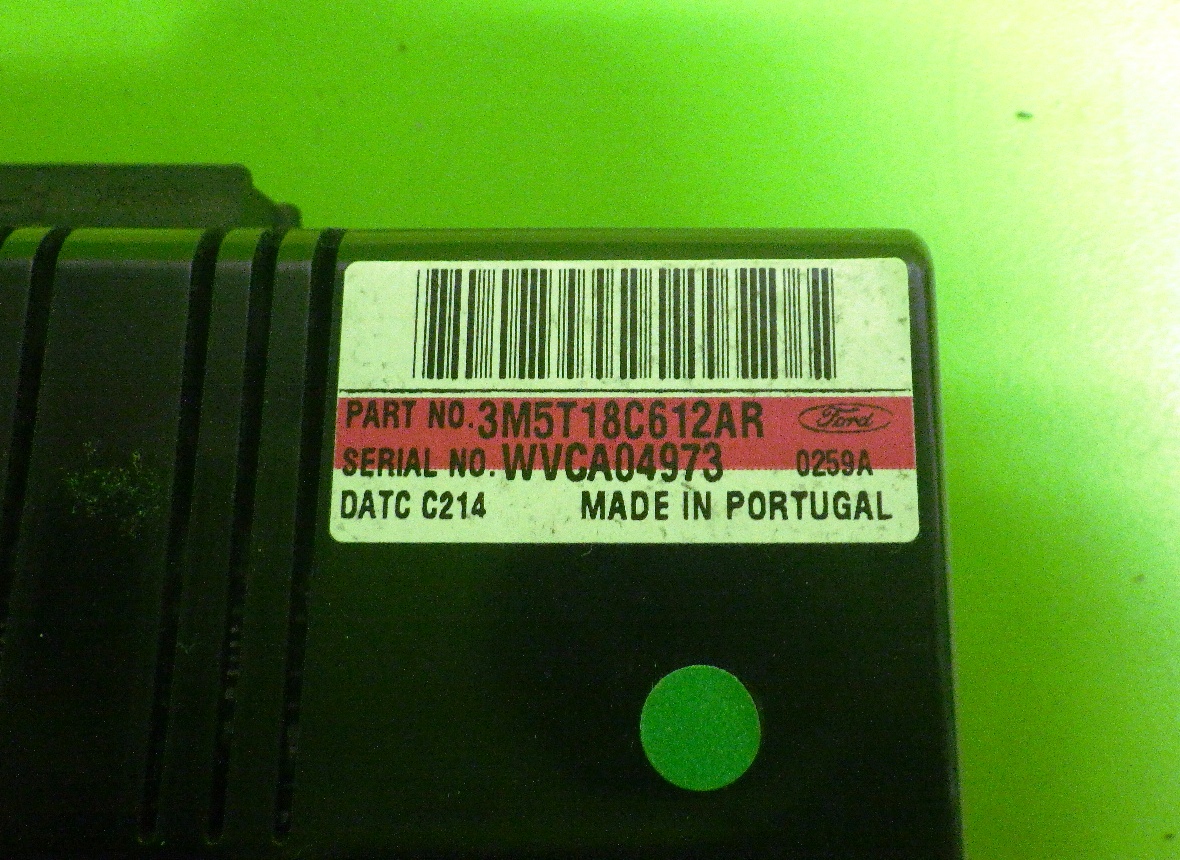 PART NO.3M5T18C612AR Ford
SERIAL NO.WVCA04973 0259A
DATC C214 MADE IN PORTUGAL